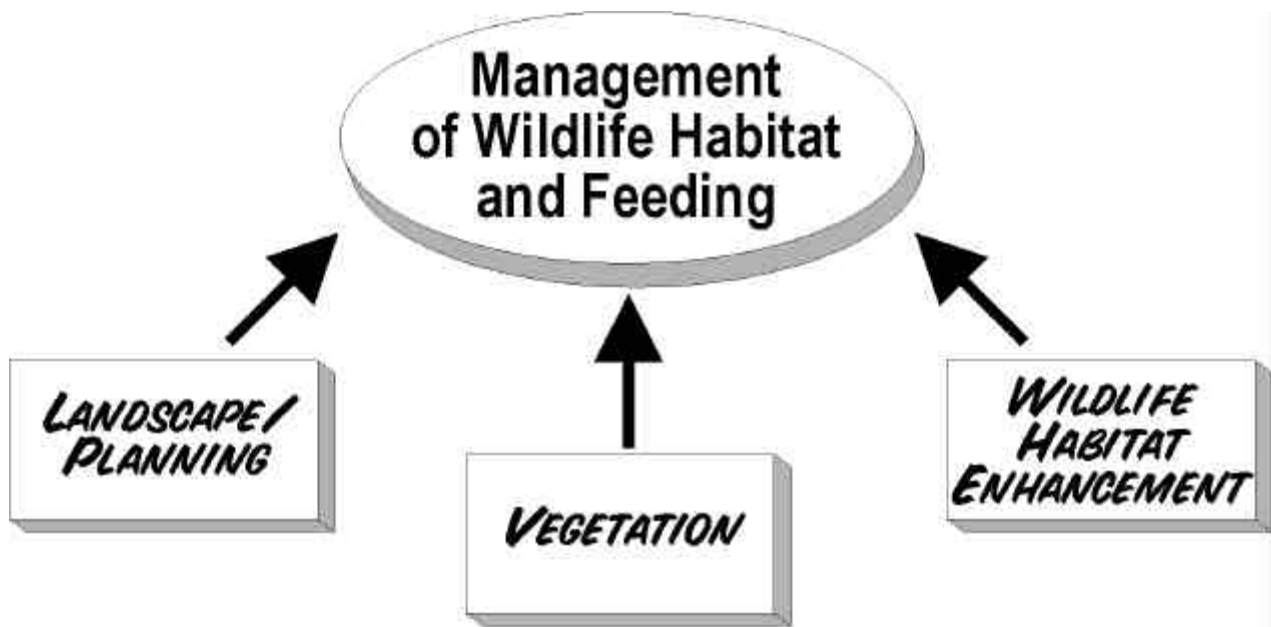 Management
of Wildlife Habitat
and Feeding
LANDSCAPE/
PLANNING
VEGETATION
WILDLIFE
HABITAT
ENHANCEMENT